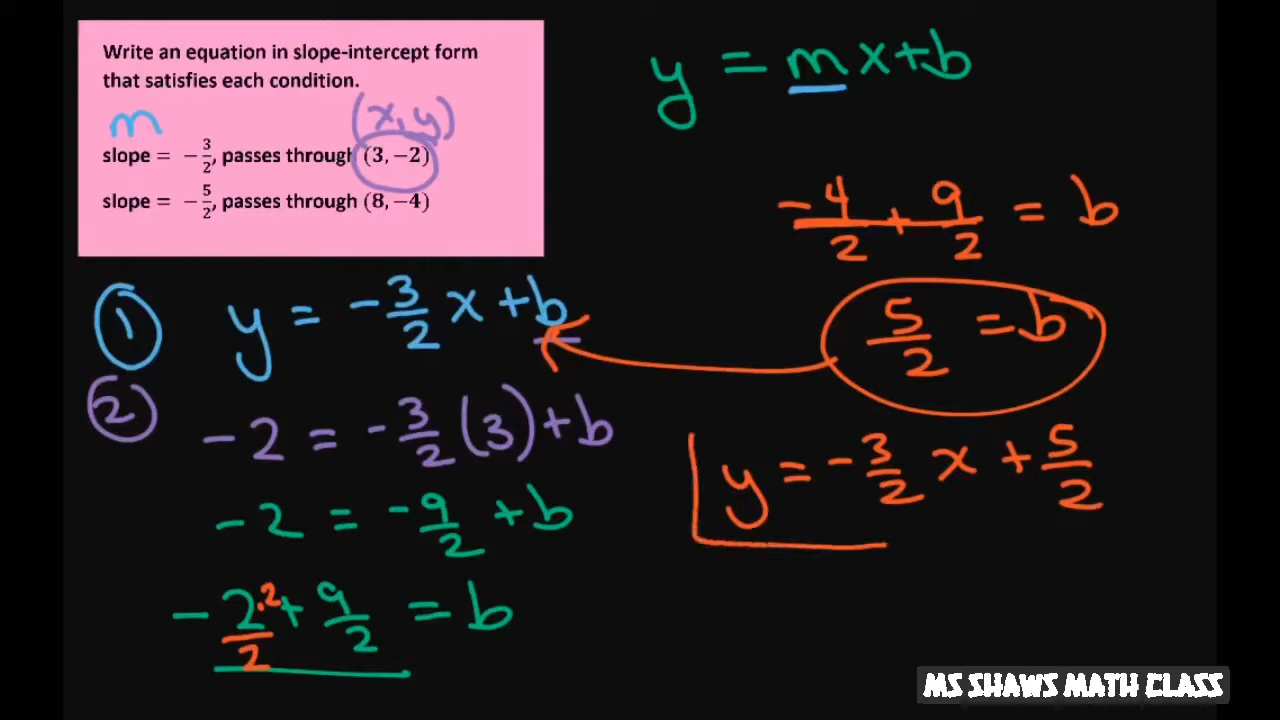 Write an equation in slope-intercept form
that satisfies each condition.
m (x, y)
slope = −3/2, passes through (3, −2)
slope = −5/2, passes through (8, −4)
① y = -3/2 x + b
② -2 = -3/2 (3) + b
-2 = -9/2 + b
-2·2/2 + 9/2 = b
y = mx + b
-4/2 + 9/2 = b
5/2 = b
y = -3/2 x + 5/2
MS SHAWS MATH CLASS